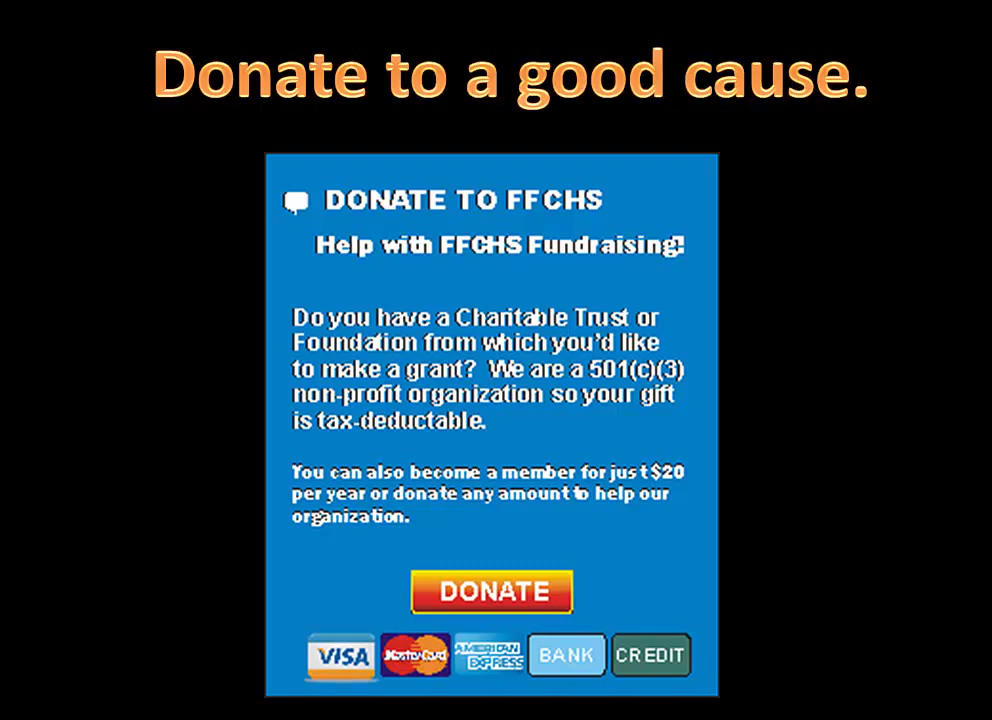 Donate to a good cause.
DONATE TO FFCHS
Help with FFCHS Fundraising!
Do you have a Charitable Trust or
Foundation from which you'd like
to make a grant? We are a 501(c)(3)
non-profit organization so your gift
is tax-deductable.
You can also become a member for just $20
per year or donate any amount to help our
organization.
DONATE
VISA MasterCard AMERICAN EXPRESS BANK CREDIT